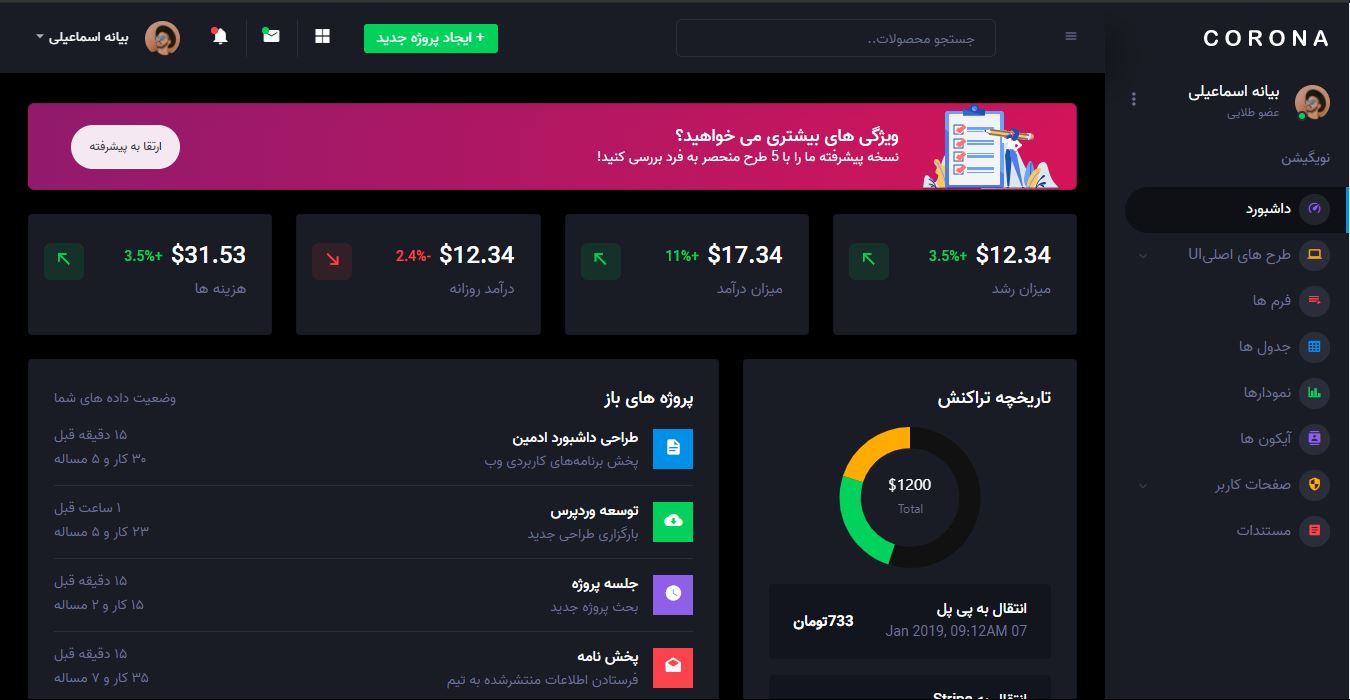 CORONA
بیانه اسماعیلی
عضو طلایی
نویگیشن
داشبورد
طرح های اصلیUI
فرم ها
جدول ها
نمودارها
آیکون ها
صفحات کاربر
مستندات
جستجو محصولات..
+ ایجاد پروژه جدید
بیانه اسماعیلی
ویژگی های بیشتری می خواهید؟
نسخه پیشرفته ما را با 5 طرح منحصر به فرد بررسی کنید!
ارتقا به پیشرفته
$12.34 3.5%+
میزان رشد
$17.34 11%+
میزان درآمد
$12.34 2.4%-
درآمد روزانه
$31.53 3.5%+
هزینه ها
تاریخچه تراکنش
$1200
Total
انتقال به پی پل
Jan 2019, 09:12AM 07
733تومان
انتقال به Stripe
پروژه های باز
وضعیت داده های شما
طراحی داشبورد ادمین
پخش برنامه‌های کاربردی وب
۱۵ دقیقه قبل
۳۰ کار و ۵ مساله
توسعه وردپرس
بارگزاری طراحی جدید
۱ ساعت قبل
۲۳ کار و ۵ مساله
جلسه پروژه
بحث پروژه جدید
۱۵ دقیقه قبل
۱۵ کار و ۲ مساله
پخش نامه
فرستادن اطلاعات منتشرشده به تیم
۱۵ دقیقه قبل
۳۵ کار و ۷ مساله